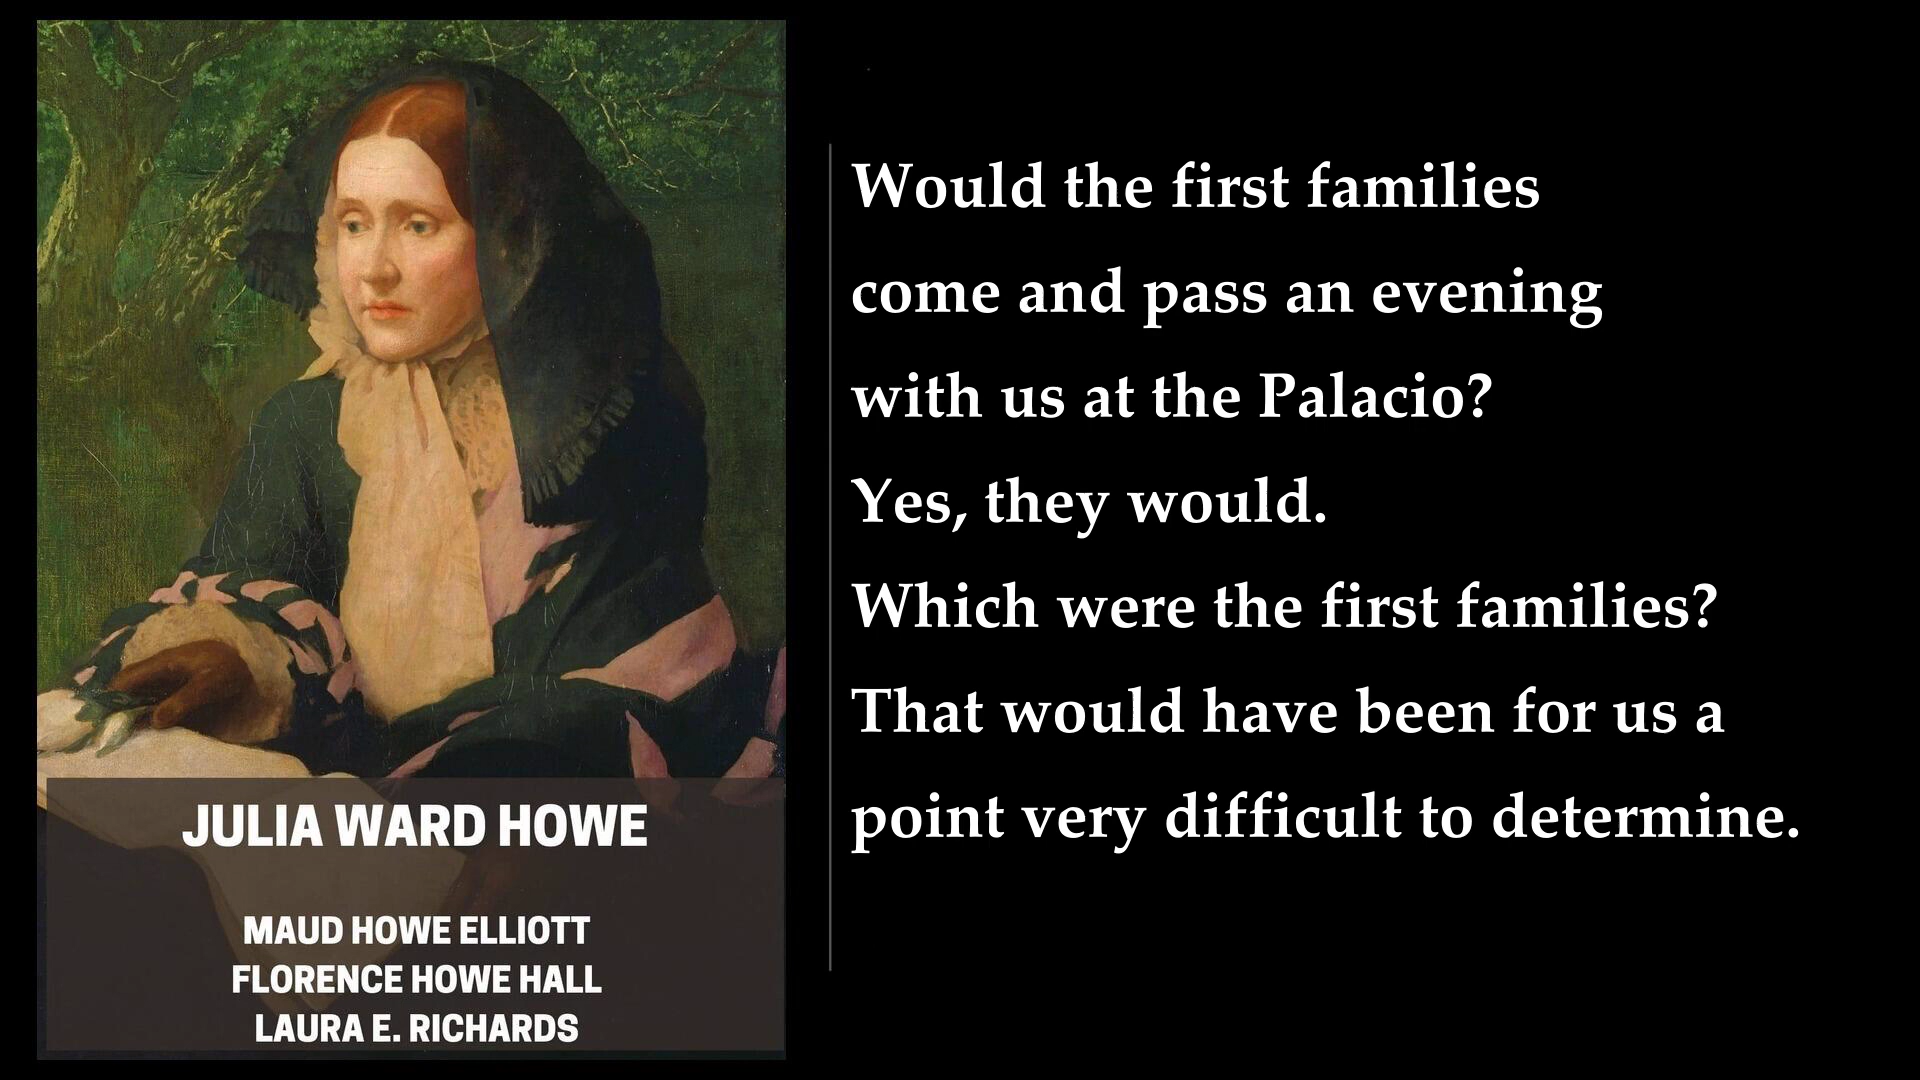 JULIA WARD HOWE
MAUD HOWE ELLIOTT
FLORENCE HOWE HALL
LAURA E. RICHARDS
Would the first families
come and pass an evening
with us at the Palacio?
Yes, they would.
Which were the first families?
That would have been for us a
point very difficult to determine.